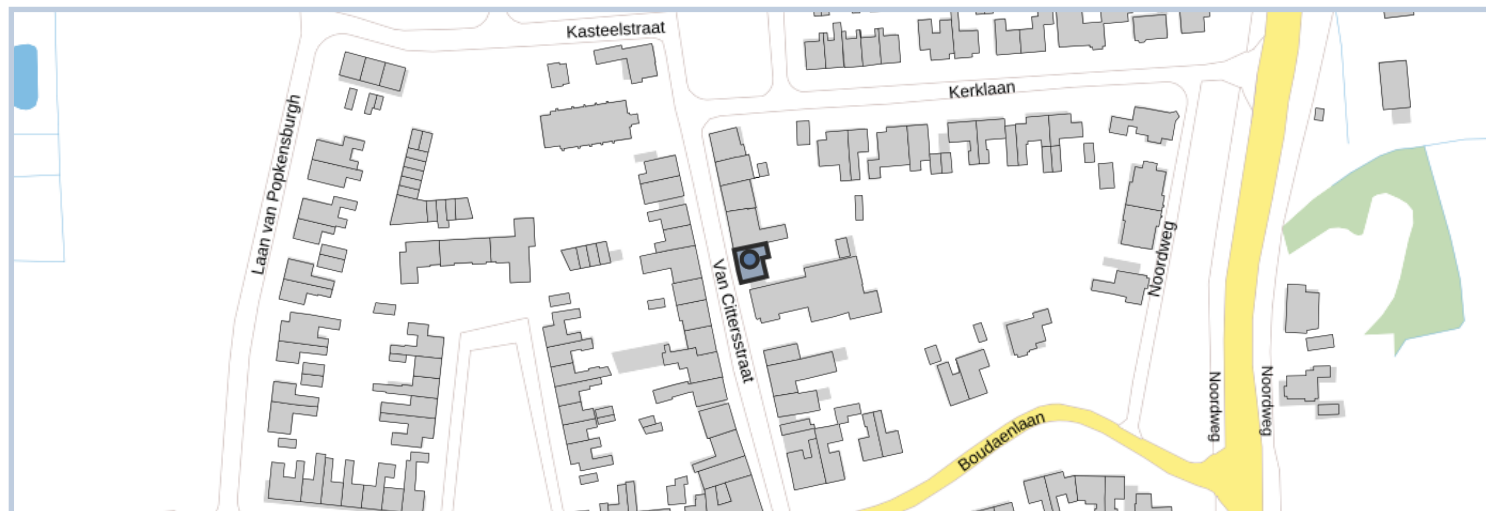 Kasteelstraat
Kerklaan
Laan van Popkensburgh
Van Cittersstraat
Noordweg
Boudaenlaan
Noordweg
Noordweg